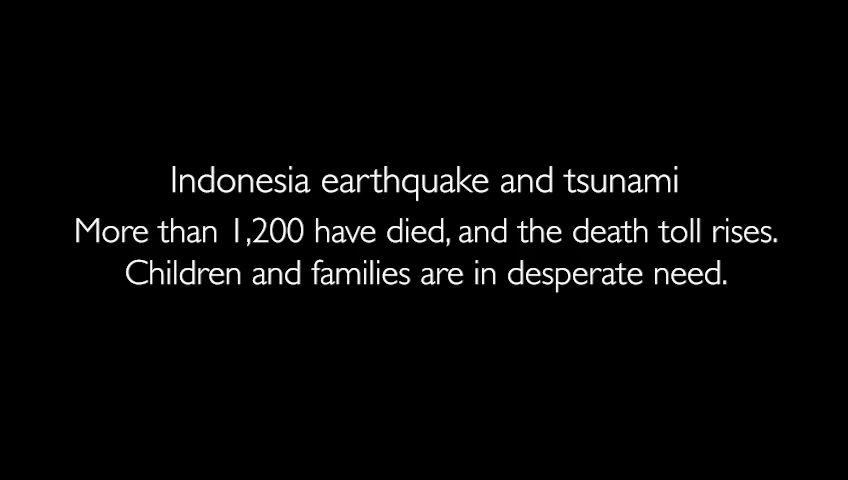 Indonesia earthquake and tsunami
More than 1,200 have died, and the death toll rises.
Children and families are in desperate need.